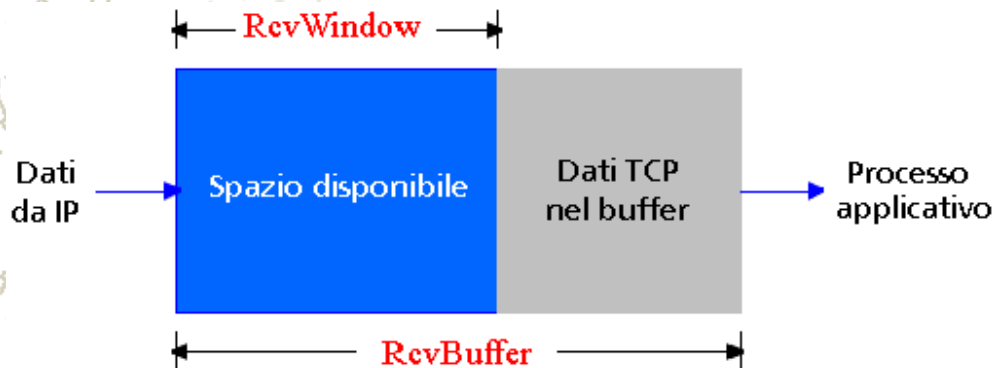 RcvWindow
Dati
da IP
Spazio disponibile
Dati TCP
nel buffer
Processo
applicativo
RcvBuffer